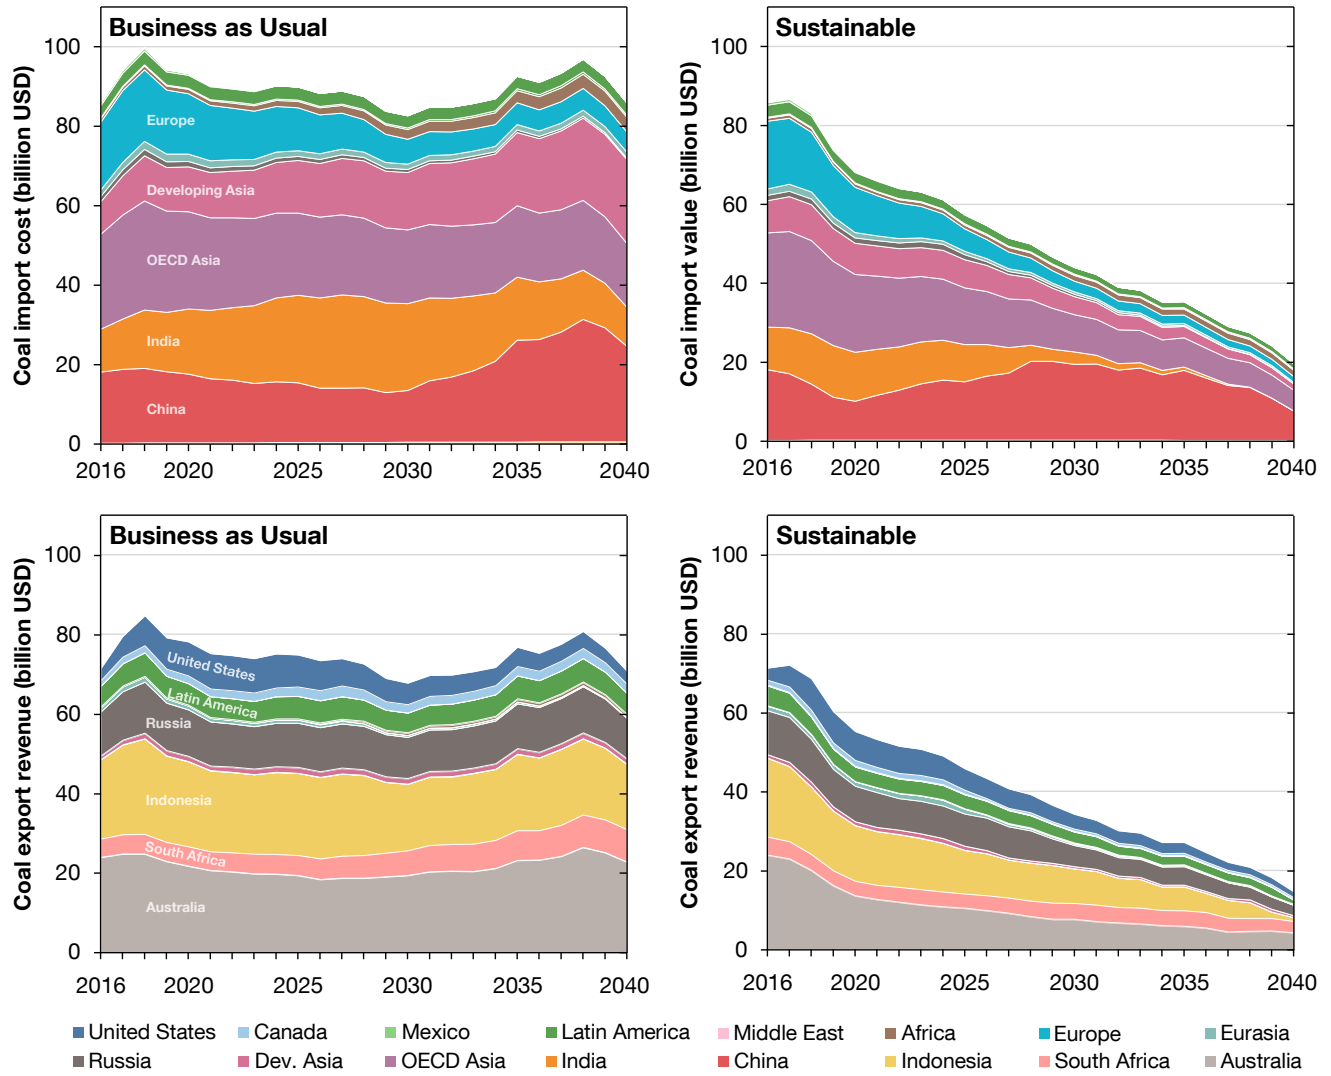 Business as Usual
Coal import cost (billiion USD)
100
80
60
40
20
0
Europe
Developing Asia
OECD Asia
India
China
2016
2020
2025
2030
2035
2040
Sustainable
Coal import value (billion USD)
100
80
60
40
20
0
2016
2020
2025
2030
2035
2040
Business as Usual
Coal export revenue (billion USD)
100
80
60
40
20
0
United States
Latin America
Russia
Indonesia
South Africa
Australia
2016
2020
2025
2030
2035
2040
Sustainable
Coal export revenue (billion USD)
100
80
60
40
20
0
2016
2020
2025
2030
2035
2040
United States Canada Mexico Latin America Middle East Africa Europe Eurasia
Russia Dev. Asia OECD Asia India China Indonesia South Africa Australia